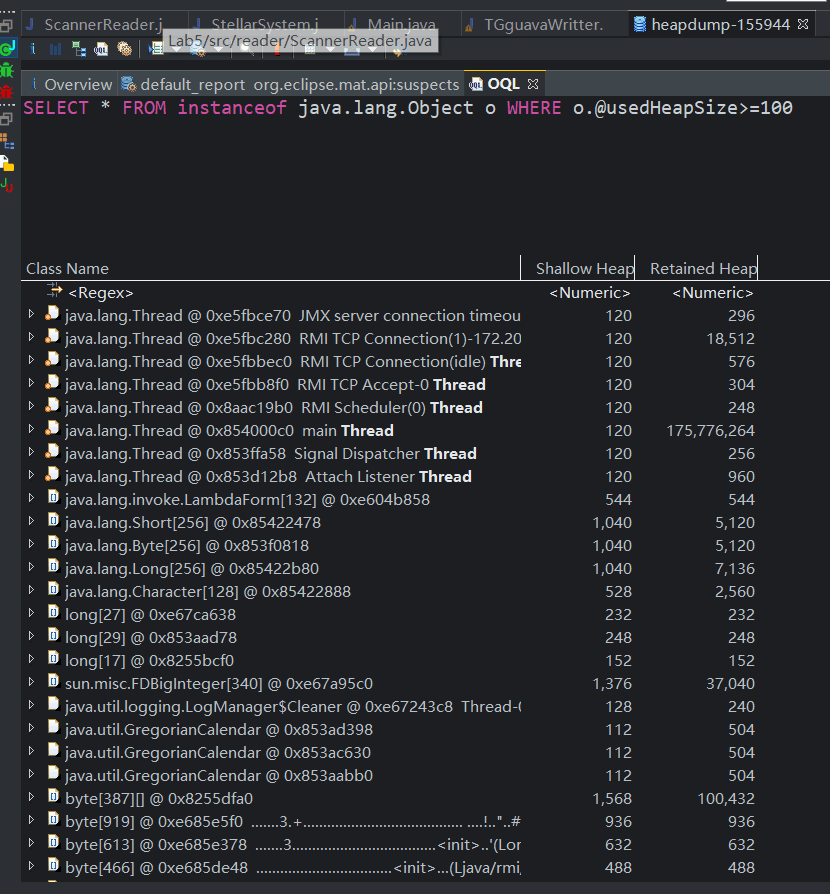 ScannerReader.j StellarSystem.j Main.java TGguavaWritter. heapdump-155944
Lab5/src/reader/ScannerReader.java
Overview default_report org.eclipse.mat.api:suspects OQL
SELECT * FROM instanceof java.lang.Object o WHERE o.@usedHeapSize>=100
Class Name Shallow Heap Retained Heap
<Regex> <Numeric> <Numeric>
java.lang.Thread @ 0xe5fbce70 JMX server connection timeou 120 296
java.lang.Thread @ 0xe5fbc280 RMI TCP Connection(1)-172.20 120 18,512
java.lang.Thread @ 0xe5fbbec0 RMI TCP Connection(idle) Thre 120 576
java.lang.Thread @ 0xe5fbb8f0 RMI TCP Accept-0 Thread 120 304
java.lang.Thread @ 0x8aac19b0 RMI Scheduler(0) Thread 120 248
java.lang.Thread @ 0x854000c0 main Thread 120 175,776,264
java.lang.Thread @ 0x853ffa58 Signal Dispatcher Thread 120 256
java.lang.Thread @ 0x853d12b8 Attach Listener Thread 120 960
java.lang.invoke.LambdaForm[132] @ 0xe604b858 544 544
java.lang.Short[256] @ 0x85422478 1,040 5,120
java.lang.Byte[256] @ 0x853f0818 1,040 5,120
java.lang.Long[256] @ 0x85422b80 1,040 7,136
java.lang.Character[128] @ 0x85422888 528 2,560
long[27] @ 0xe67ca638 232 232
long[29] @ 0x853aad78 248 248
long[17] @ 0x8255bcf0 152 152
sun.misc.FDBigInteger[340] @ 0xe67a95c0 1,376 37,040
java.util.logging.LogManager$Cleaner @ 0xe67243c8 Thread-0 128 240
java.util.GregorianCalendar @ 0x853ad398 112 504
java.util.GregorianCalendar @ 0x853ac630 112 504
java.util.GregorianCalendar @ 0x853aabb0 112 504
byte[387][] @ 0x8255dfa0 1,568 100,432
byte[919] @ 0xe685e5f0 .......3.+...................................... ....!.."..# 936 936
byte[613] @ 0xe685e378 .......3...................................<init>..'(Lor 632 632
byte[466] @ 0xe685de48 .................................<init>...(Ljava/rmi, 488 488